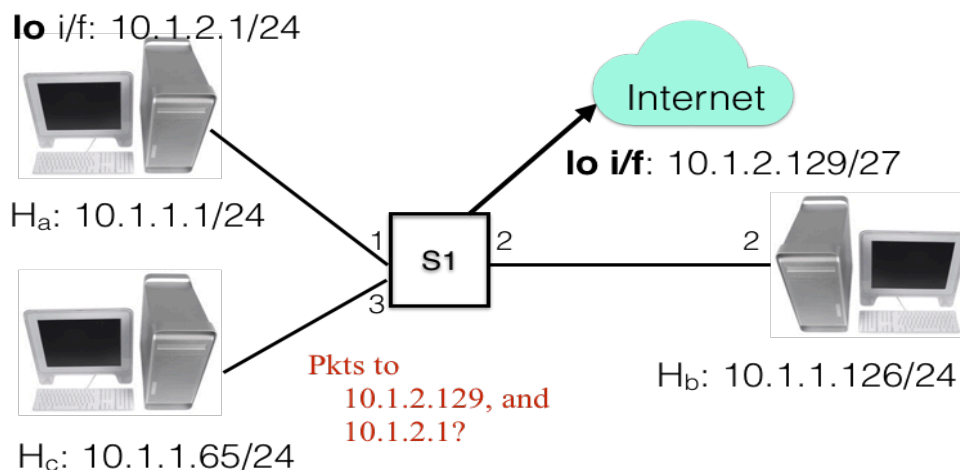 lo i/f: 10.1.2.1/24
Internet
lo i/f: 10.1.2.129/27
Ha: 10.1.1.1/24
1
S1
2
2
3
Pkts to
10.1.2.129, and
10.1.2.1?
Hb: 10.1.1.126/24
Hc: 10.1.1.65/24